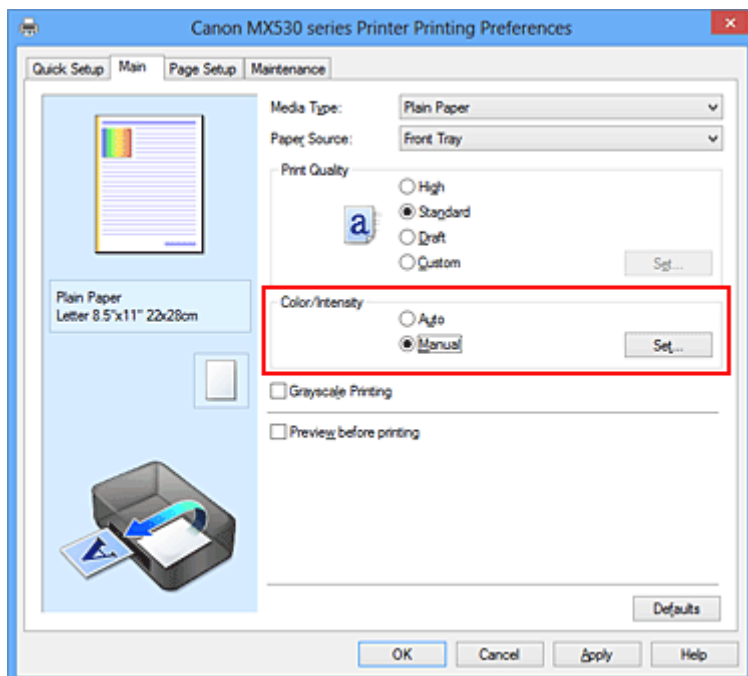 Canon MX530 series Printer Printing Preferences
Quick Setup Main Page Setup Maintenance
Media Type: Plain Paper
Paper Source: Front Tray
Print Quality
High
a Standard
Draft
Custom Set...
Plain Paper
Letter 8.5"x11" 22x28cm
Color/Intensity
Auto
Manual Set...
Grayscale Printing
Preview before printing
A
Defaults
OK Cancel Apply Help